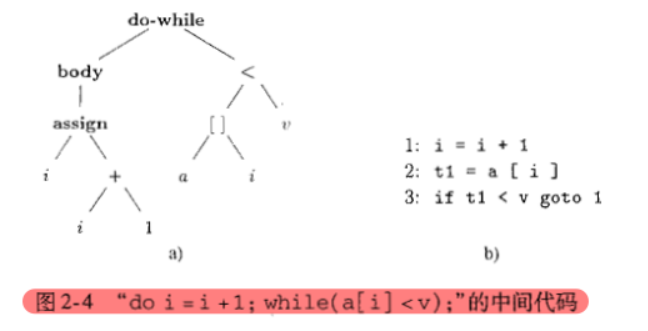 do-while
body <
assign [ ] v
i + a i
i 1
a)
1: i = i + 1
2: t1 = a [ i ]
3: if t1 < v goto 1
b)
图 2-4 “do i = i +1; while(a[i] <v);”的中间代码